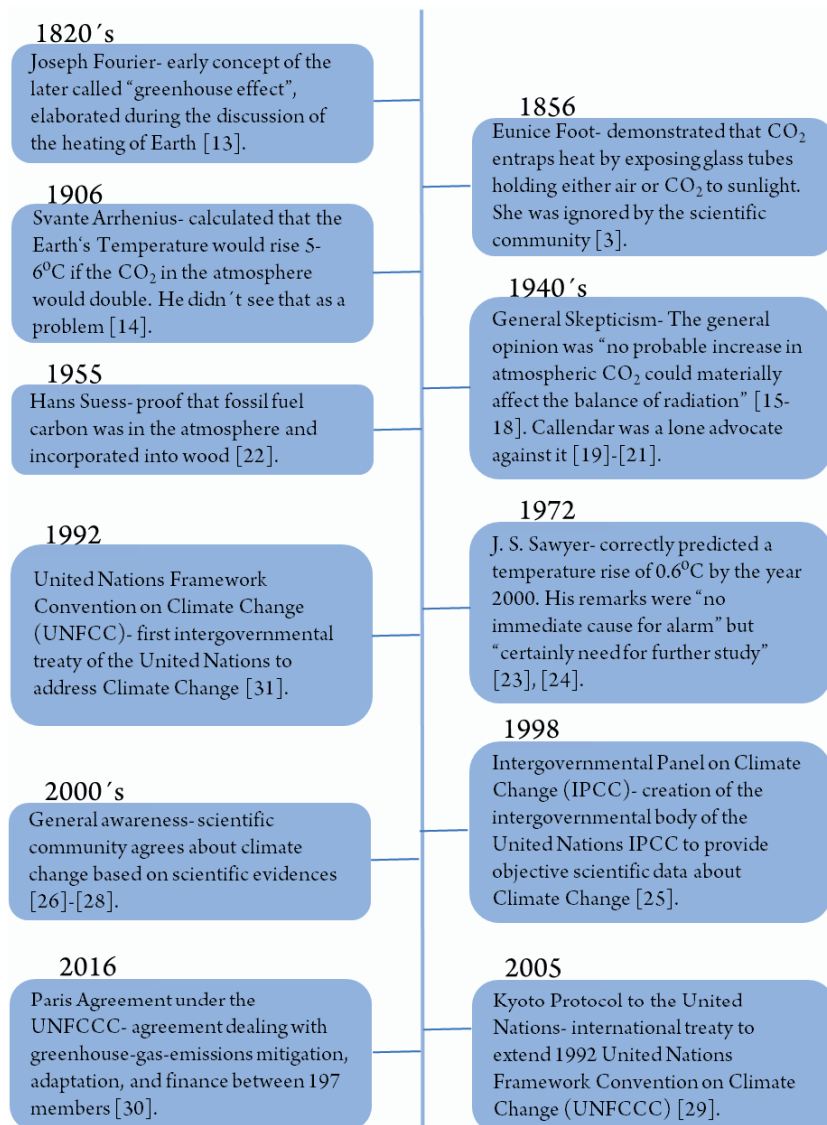 1820´s
Joseph Fourier- early concept of the
later called “greenhouse effect”,
elaborated during the discussion of
the heating of Earth [13].
1856
Eunice Foot- demonstrated that CO₂
entraps heat by exposing glass tubes
holding either air or CO₂ to sunlight.
She was ignored by the scientific
community [3].
1906
Svante Arrhenius- calculated that the
Earth‘s Temperature would rise 5-
6⁰C if the CO₂ in the atmosphere
would double. He didn´t see that as a
problem [14].
1940´s
General Skepticism- The general
opinion was “no probable increase in
atmospheric CO₂ could materially
affect the balance of radiation” [15-
18]. Callendar was a lone advocate
against it [19]-[21].
1955
Hans Suess- proof that fossil fuel
carbon was in the atmosphere and
incorporated into wood [22].
1972
J. S. Sawyer- correctly predicted a
temperature rise of 0.6⁰C by the year
2000. His remarks were “no
immediate cause for alarm” but
“certainly need for further study”
[23], [24].
1992
United Nations Framework
Convention on Climate Change
(UNFCC)- first intergovernmental
treaty of the United Nations to
address Climate Change [31].
1998
Intergovernmental Panel on Climate
Change (IPCC)- creation of the
intergovernmental body of the
United Nations IPCC to provide
objective scientific data about
Climate Change [25].
2000´s
General awareness- scientific
community agrees about climate
change based on scientific evidences
[26]-[28].
2005
Kyoto Protocol to the United
Nations- international treaty to
extend 1992 United Nations
Framework Convention on Climate
Change (UNFCCC) [29].
2016
Paris Agreement under the
UNFCCC- agreement dealing with
greenhouse-gas-emissions mitigation,
adaptation, and finance between 197
members [30].